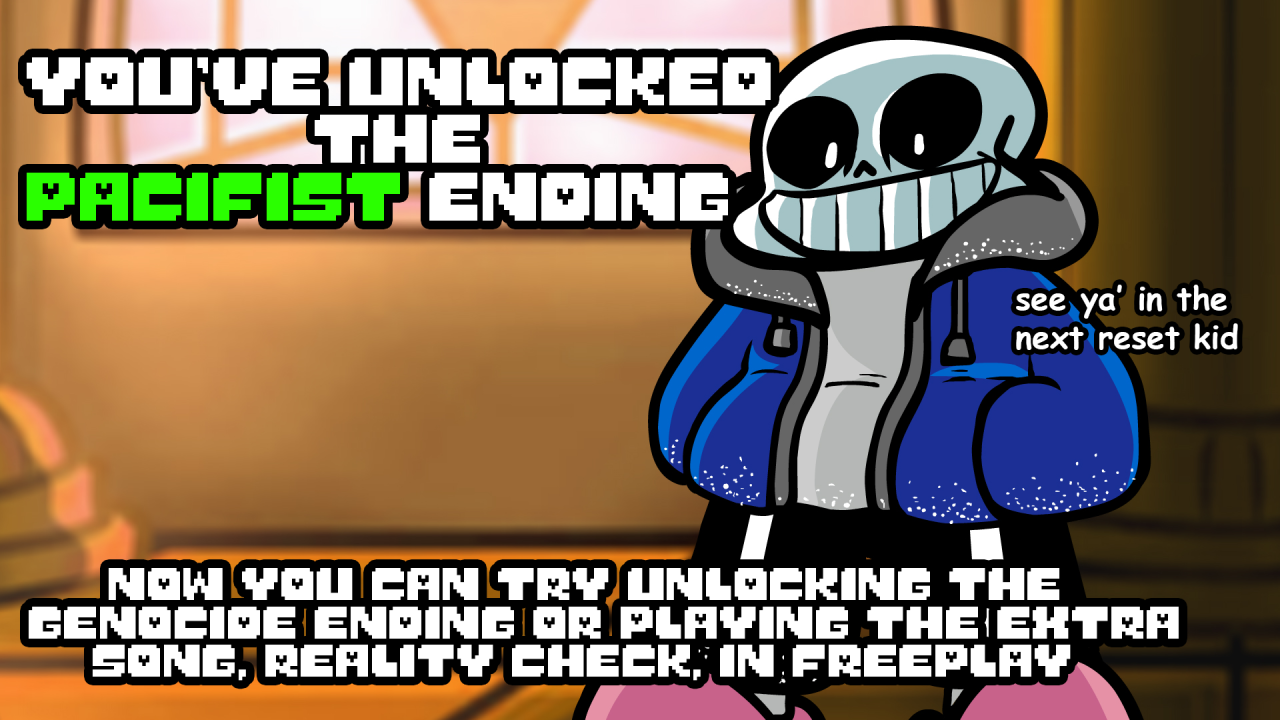 YOU'VE UNLOCKED
THE
PACIFIST ENDING
see ya' in the
next reset kid
NOW YOU CAN TRY UNLOCKING THE
GENOCIDE ENDING OR PLAYING THE EXTRA
SONG, REALITY CHECK, IN FREEPLAY